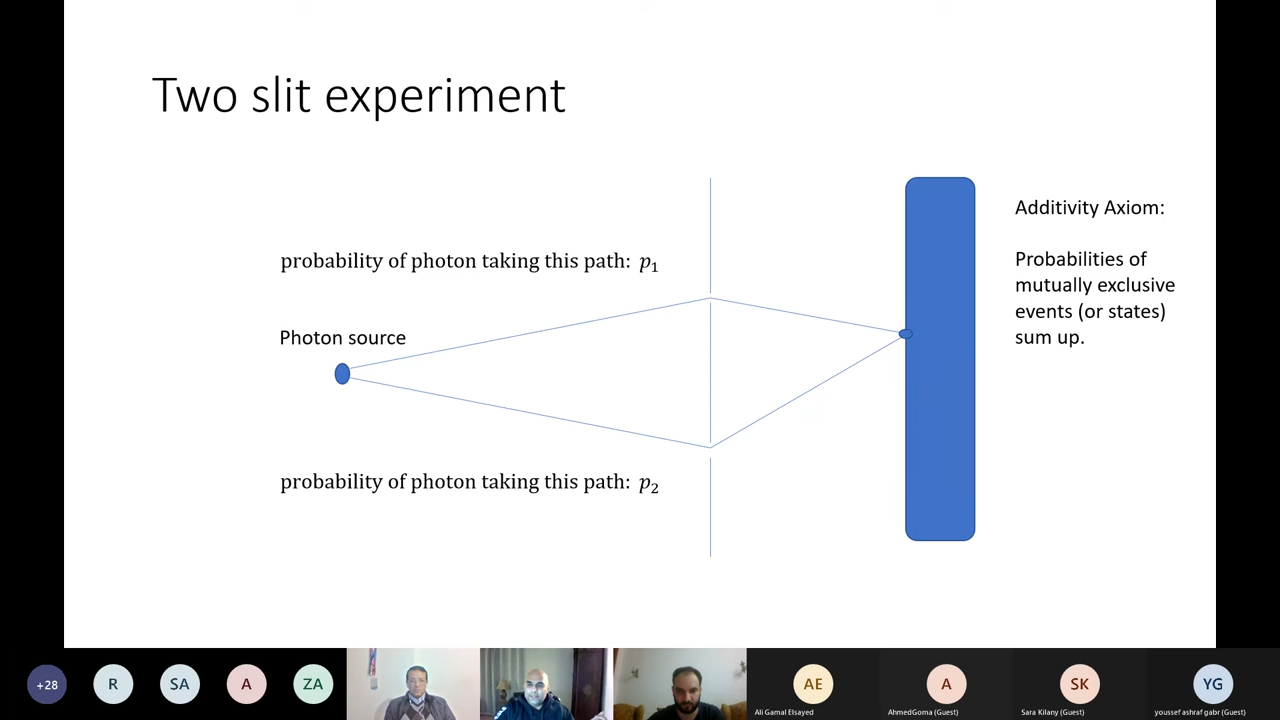 Two slit experiment
probability of photon taking this path: p₁
Photon source
probability of photon taking this path: p₂
Additivity Axiom:
Probabilities of
mutually exclusive
events (or states)
sum up.
+28
R
SA
A
ZA
AE
Ali Gamal Elsayed
A
AhmedGoma (Guest)
SK
Sara Kilany (Guest)
YG
youssef ashraf gabr (Guest)